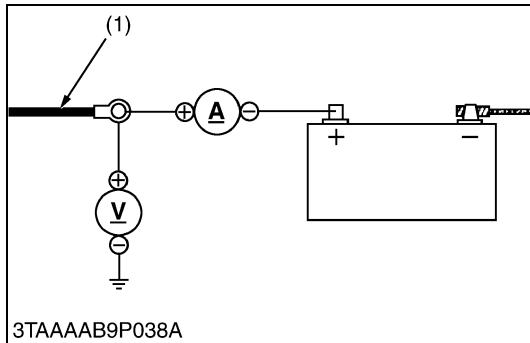 (1)
+ A −
+ −
+
V
−
3TAAAAB9P038A